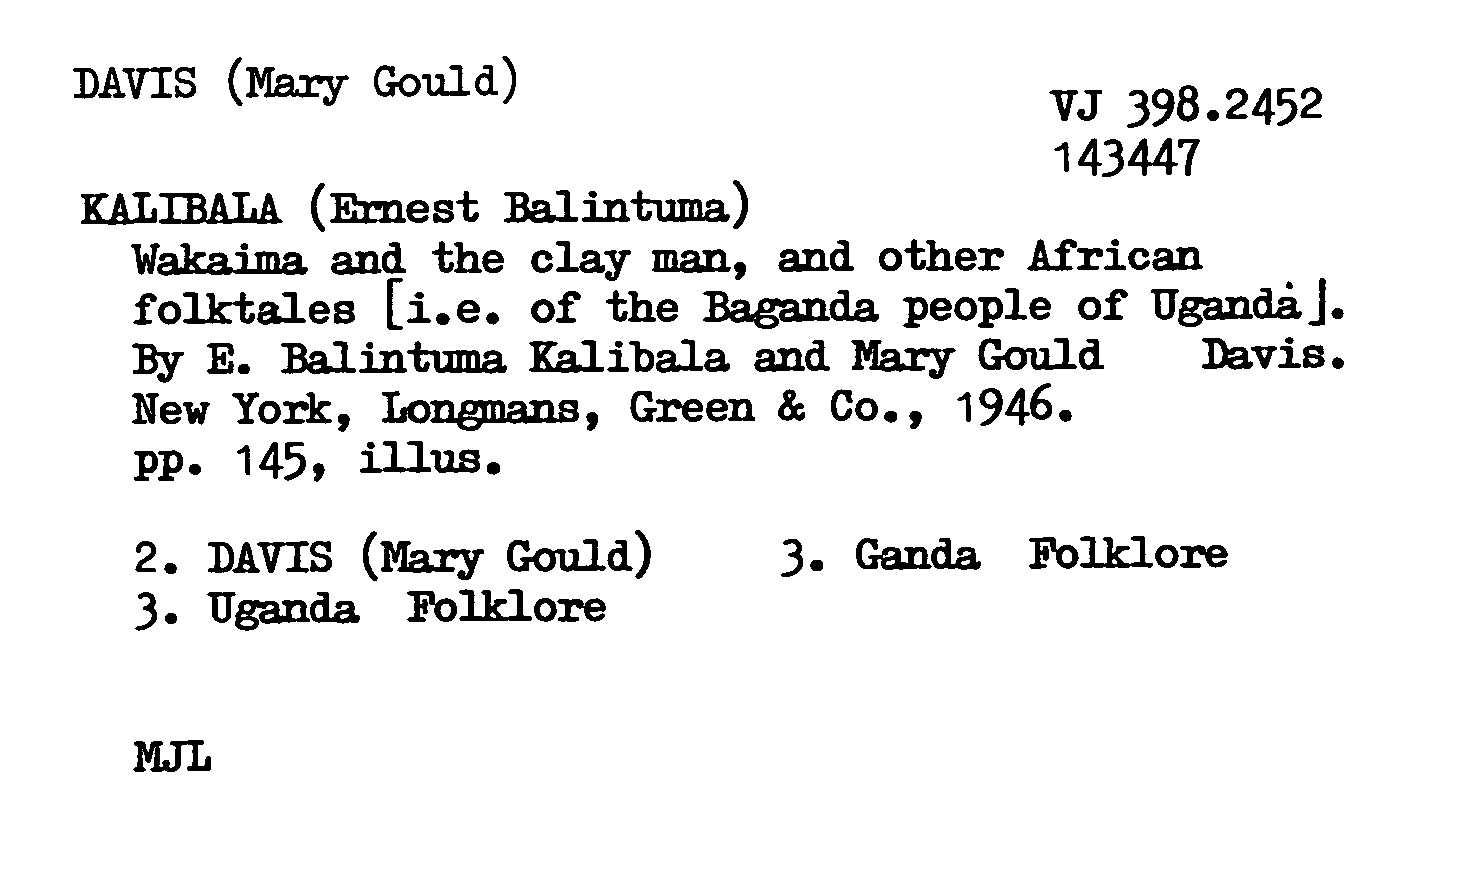 DAVIS (Mary Gould)
VJ 398.2452
143447
KALIBALA (Ernest Balintuma)
Wakaima and the clay man, and other African
folktales [i.e. of the Baganda people of Uganda].
By E. Balintuma Kalibala and Mary Gould Davis.
New York, Longmans, Green & Co., 1946.
pp. 145, illus.
2. DAVIS (Mary Gould) 3. Ganda Folklore
3. Uganda Folklore
MJL